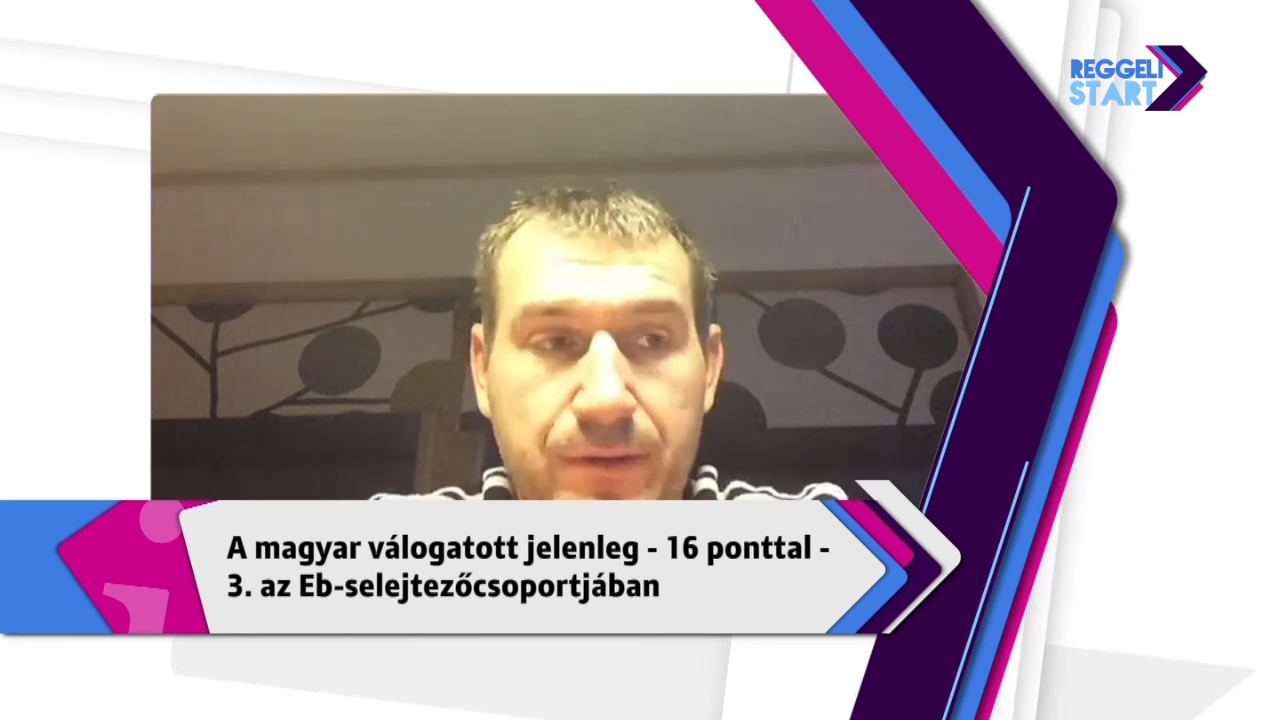 REGGELI
START
A magyar válogatott jelenleg - 16 ponttal -
3. az Eb-selejtezőcsoportjában